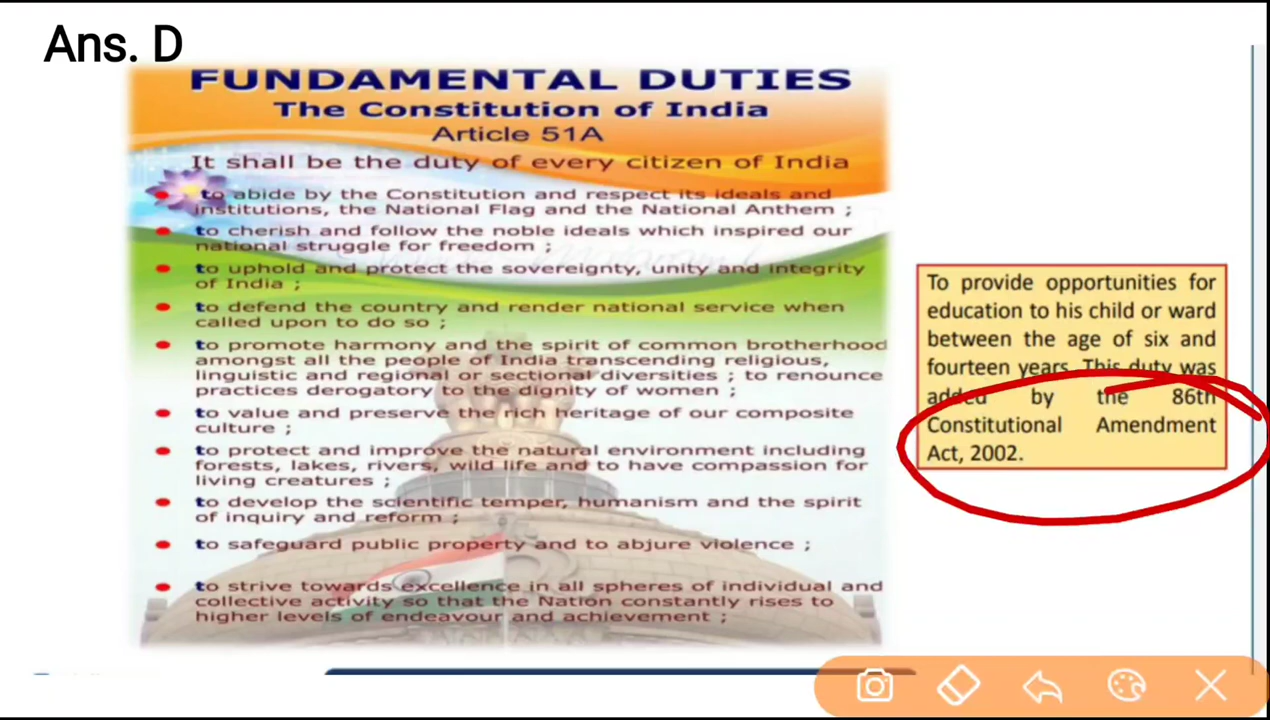 Ans. D
FUNDAMENTAL DUTIES
The Constitution of India
Article 51A
It shall be the duty of every citizen of India
to abide by the Constitution and respect its ideals and
institutions, the National Flag and the National Anthem ;
to cherish and follow the noble ideals which inspired our
national struggle for freedom ;
to uphold and protect the sovereignty, unity and integrity
of India ;
to defend the country and render national service when
called upon to do so ;
to promote harmony and the spirit of common brotherhood
amongst all the people of India transcending religious,
linguistic and regional or sectional diversities ; to renounce
practices derogatory to the dignity of women ;
to value and preserve the rich heritage of our composite
culture ;
to protect and improve the natural environment including
forests, lakes, rivers, wild life and to have compassion for
living creatures ;
to develop the scientific temper, humanism and the spirit
of inquiry and reform ;
to safeguard public property and to abjure violence ;
to strive towards excellence in all spheres of individual and
collective activity so that the Nation constantly rises to
higher levels of endeavour and achievement ;
To provide opportunities for
education to his child or ward
between the age of six and
fourteen years. This duty was
added by the 86th
Constitutional Amendment
Act, 2002.